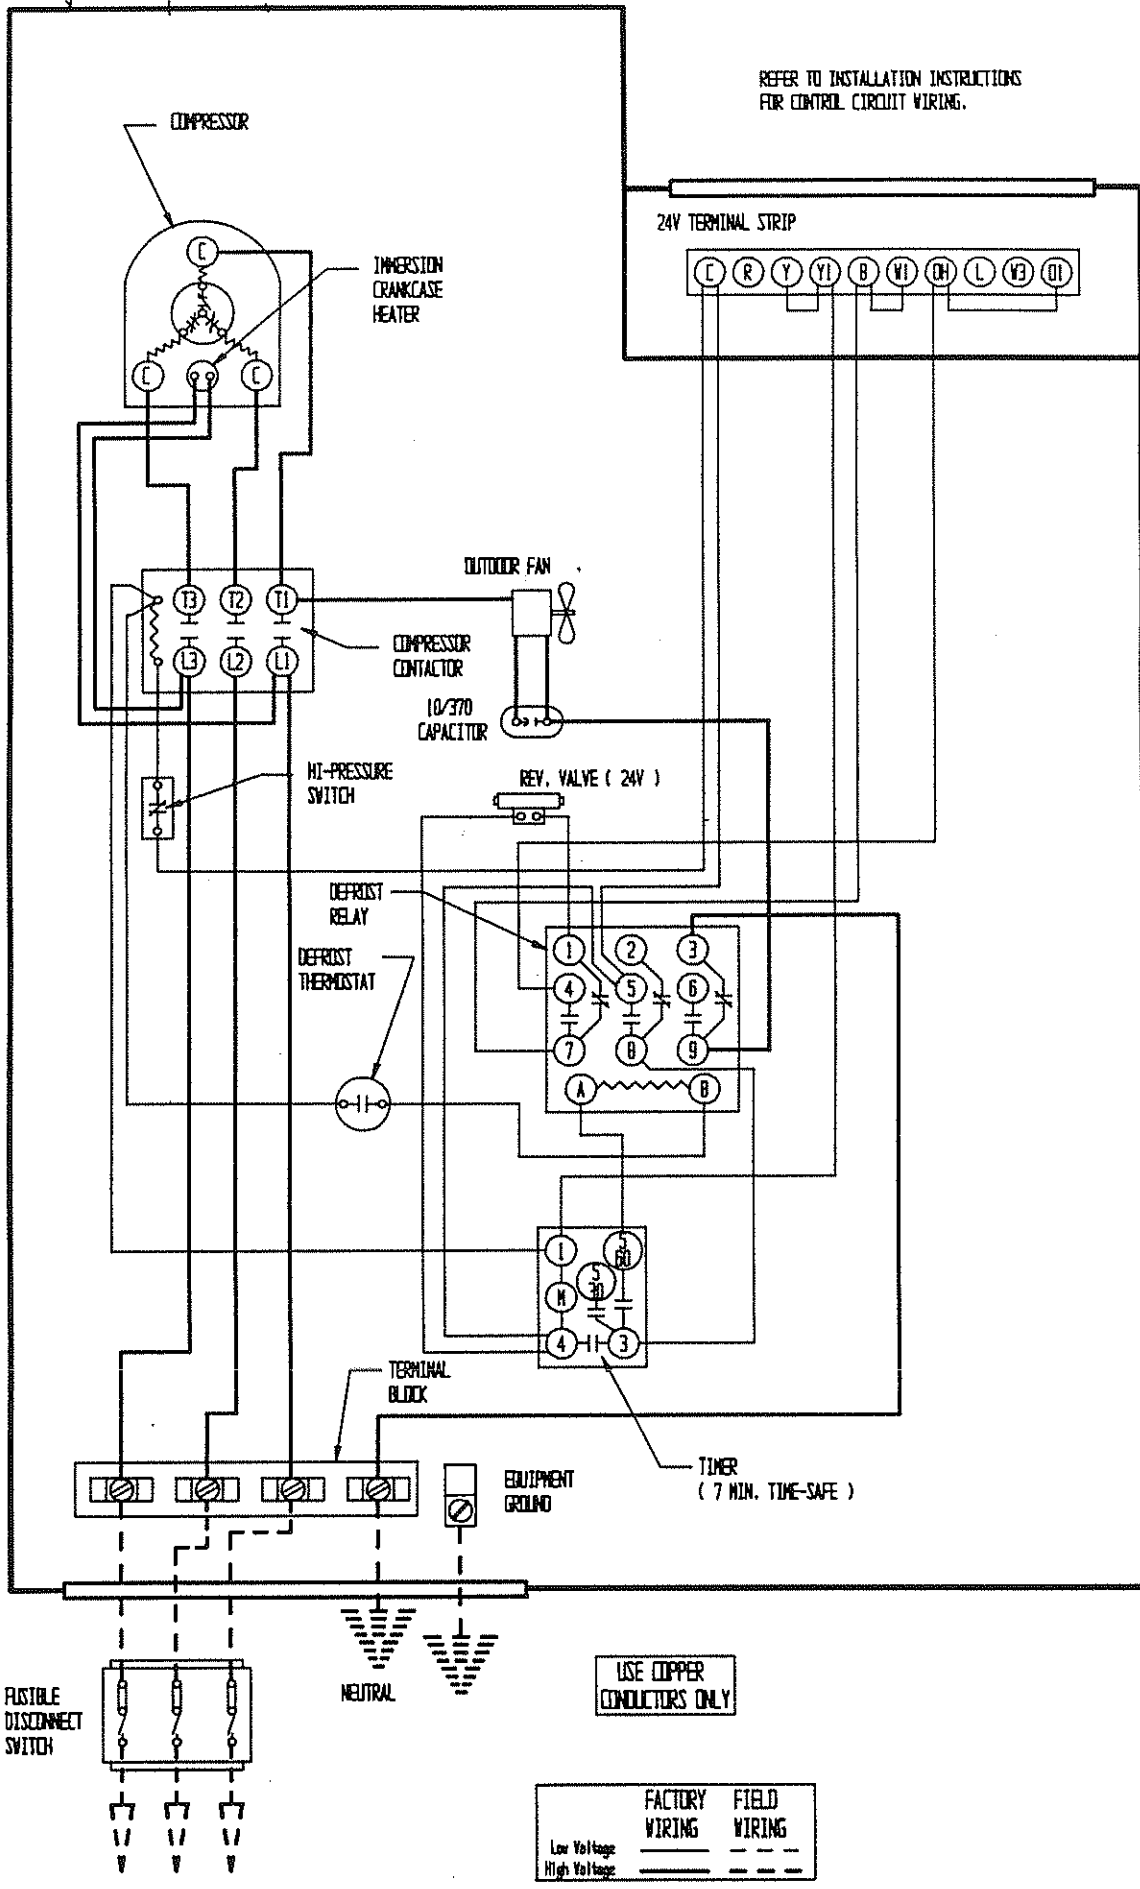 REFER TO INSTALLATION INSTRUCTIONS
FOR CONTROL CIRCUIT WIRING.
COMPRESSOR
24V TERMINAL STRIP
C R Y Y1 B W1 OH L W3 O1
C
IMMERSION
CRANKCASE
HEATER
C C
OUTDOOR FAN
T3 T2 T1
COMPRESSOR
CONTACTOR
L3 L2 L1
10/370
CAPACITOR
HI-PRESSURE
SWITCH
REV. VALVE ( 24V )
DEFROST
RELAY
DEFROST
THERMOSTAT
1 2 3
4 5 6
7 8 9
A B
1 5 60
M 5 30
4 3
TERMINAL
BLOCK
TIMER
( 7 MIN. TIME-SAFE )
EQUIPMENT
GROUND
NEUTRAL
USE COPPER
CONDUCTORS ONLY
FUSIBLE
DISCONNECT
SWITCH
FACTORY FIELD
WIRING WIRING
Low Voltage
High Voltage